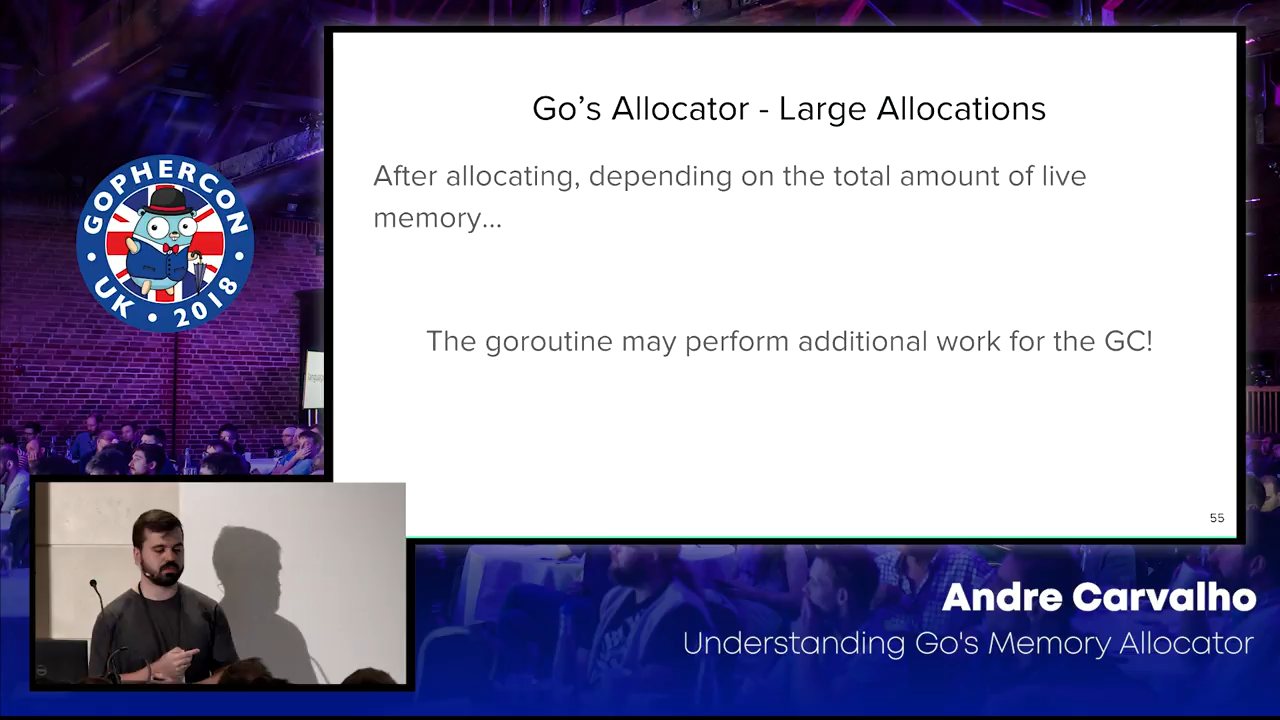 Go's Allocator - Large Allocations
After allocating, depending on the total amount of live
memory...
The goroutine may perform additional work for the GC!
55
GOPHERCON
UK • 2018
Andre Carvalho
Understanding Go's Memory Allocator